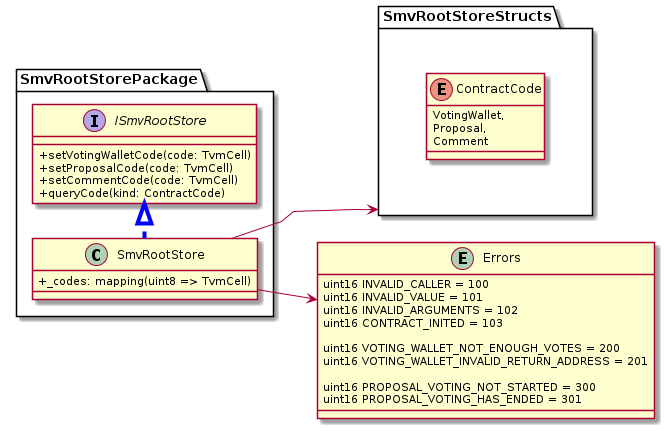 SmvRootStorePackage
I ISmvRootStore
+setVotingWalletCode(code: TvmCell)
+setProposalCode(code: TvmCell)
+setCommentCode(code: TvmCell)
+queryCode(kind: ContractCode)
C SmvRootStore
+_codes: mapping(uint8 => TvmCell)
SmvRootStoreStructs
E ContractCode
VotingWallet,
Proposal,
Comment
E Errors
uint16 INVALID_CALLER = 100
uint16 INVALID_VALUE = 101
uint16 INVALID_ARGUMENTS = 102
uint16 CONTRACT_INITED = 103
uint16 VOTING_WALLET_NOT_ENOUGH_VOTES = 200
uint16 VOTING_WALLET_INVALID_RETURN_ADDRESS = 201
uint16 PROPOSAL_VOTING_NOT_STARTED = 300
uint16 PROPOSAL_VOTING_HAS_ENDED = 301